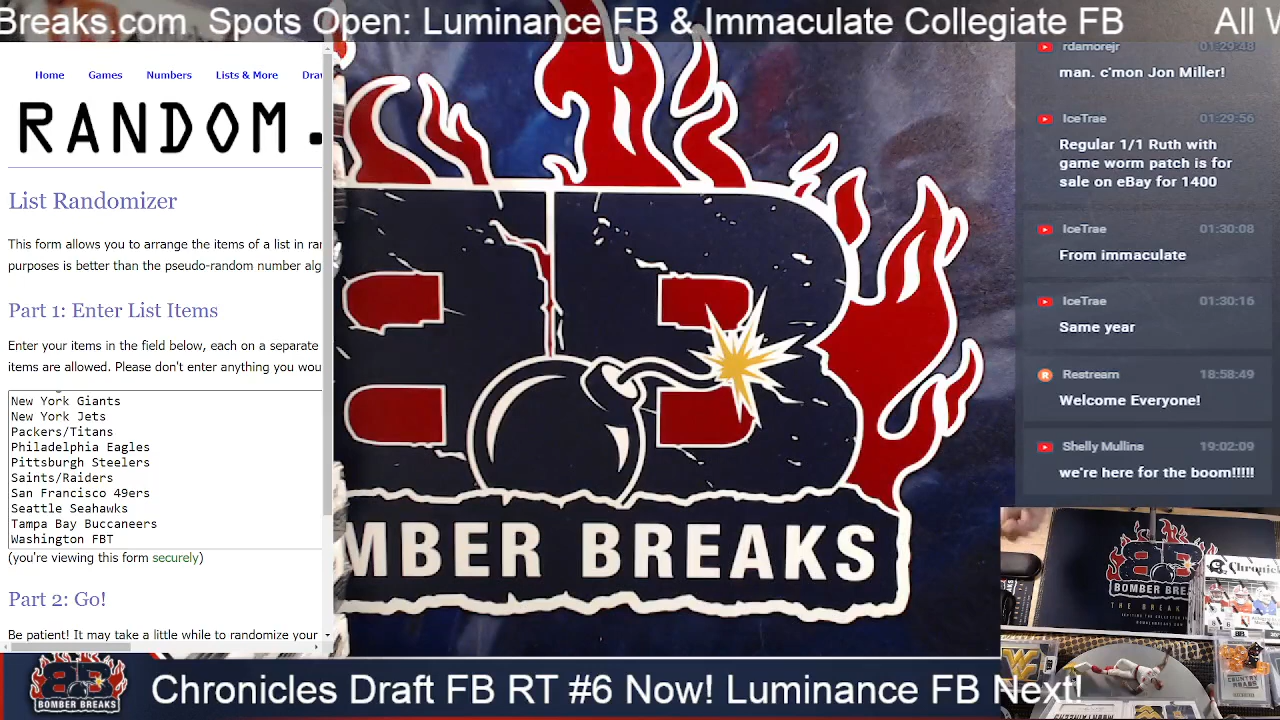 Breaks.com Spots Open: Luminance FB & Immaculate Collegiate FB All W
Home Games Numbers Lists & More Drav
RANDOM.
List Randomizer
This form allows you to arrange the items of a list in rar
purposes is better than the pseudo-random number alg
Part 1: Enter List Items
Enter your items in the field below, each on a separate
items are allowed. Please don't enter anything you wou
New York Giants
New York Jets
Packers/Titans
Philadelphia Eagles
Pittsburgh Steelers
Saints/Raiders
San Francisco 49ers
Seattle Seahawks
Tampa Bay Buccaneers
Washington FBT
(you're viewing this form securely)
Part 2: Go!
Be patient! It may take a little while to randomize your
MBER BREAKS
rdamorejr 01:29:48
man. c'mon Jon Miller!
IceTrae 01:29:56
Regular 1/1 Ruth with
game worm patch is for
sale on eBay for 1400
IceTrae 01:30:08
From immaculate
IceTrae 01:30:16
Same year
Restream 18:58:49
Welcome Everyone!
Shelly Mullins 19:02:09
we're here for the boom!!!!!
BOMBER BRE
THE BREAK
Chronic
BOMBER BREAKS
Chronicles Draft FB RT #6 Now! Luminance FB Next!